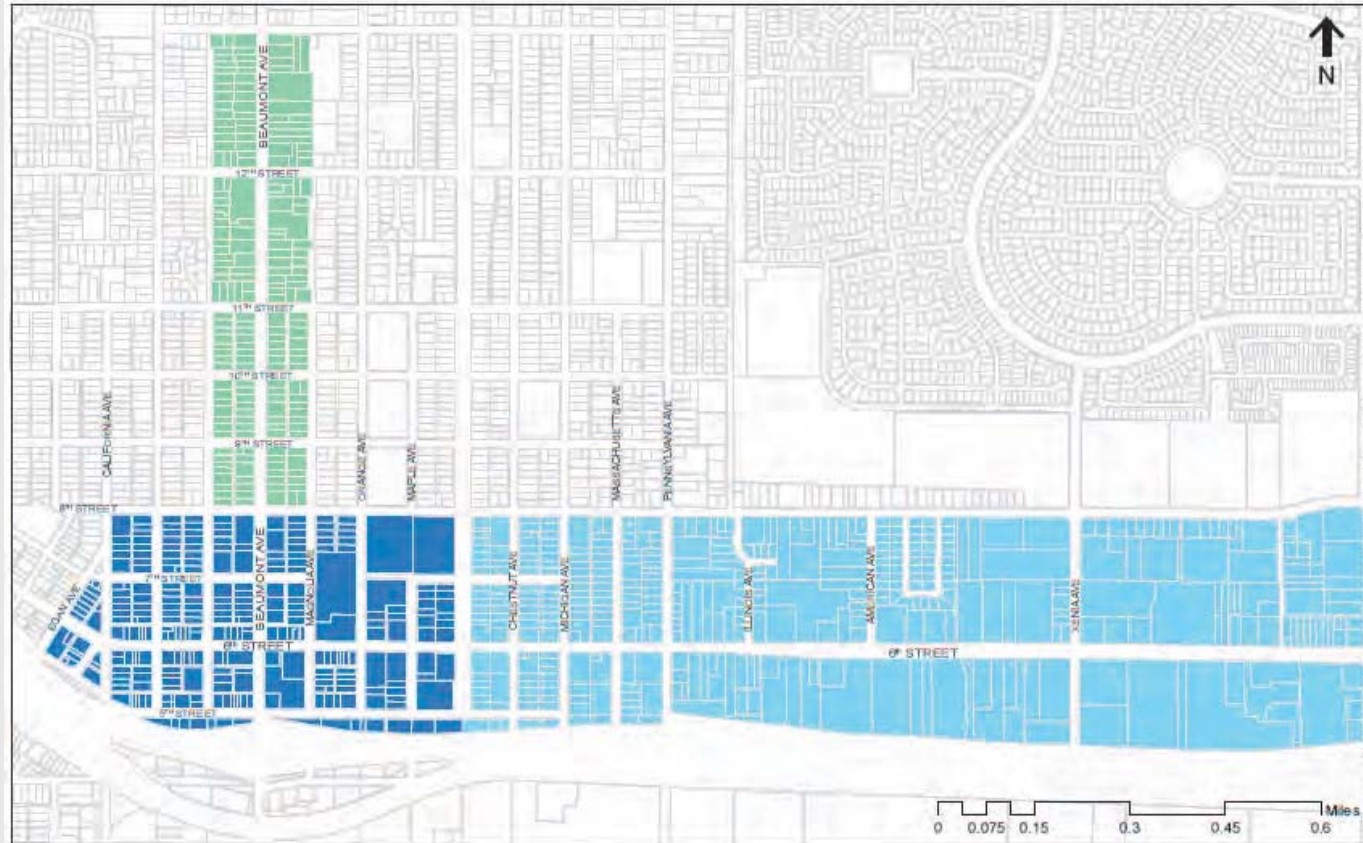 N
BEAUMONT AVE
12TH STREET
11TH STREET
10TH STREET
9TH STREET
CALIFORNIA AVE
ORANGE AVE
MAPLE AVE
MASSACHUSETTS AVE
PENNSYLVANIA AVE
8TH STREET
BEAUMONT AVE
MAGNOLIA AVE
CHESTNUT AVE
MICHIGAN AVE
ILLINOIS AVE
AMERICAN AVE
XENIA AVE
7TH STREET
EGAN AVE
6TH STREET
6TH STREET
5TH STREET
Miles
0 0.075 0.15 0.3 0.45 0.6